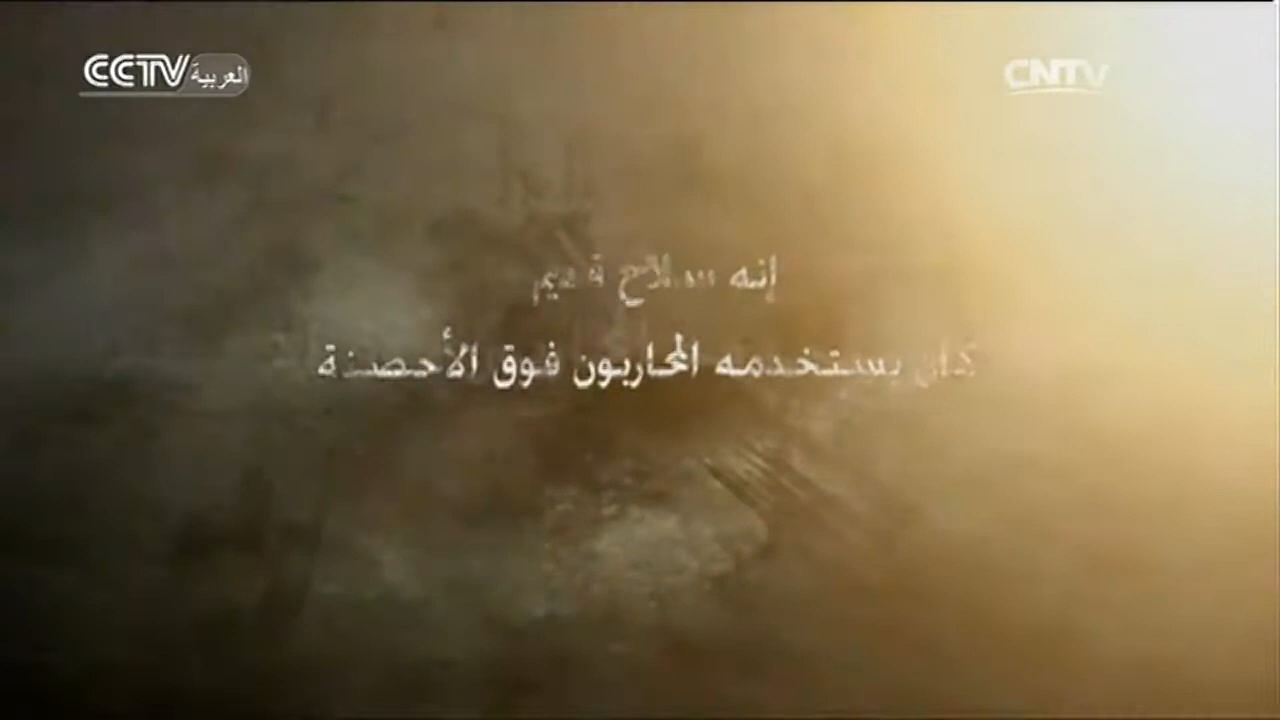 CCTV العربية
CNTV
إنه سلاح قديم
كان يستخدمه المحاربون فوق الأحصنة